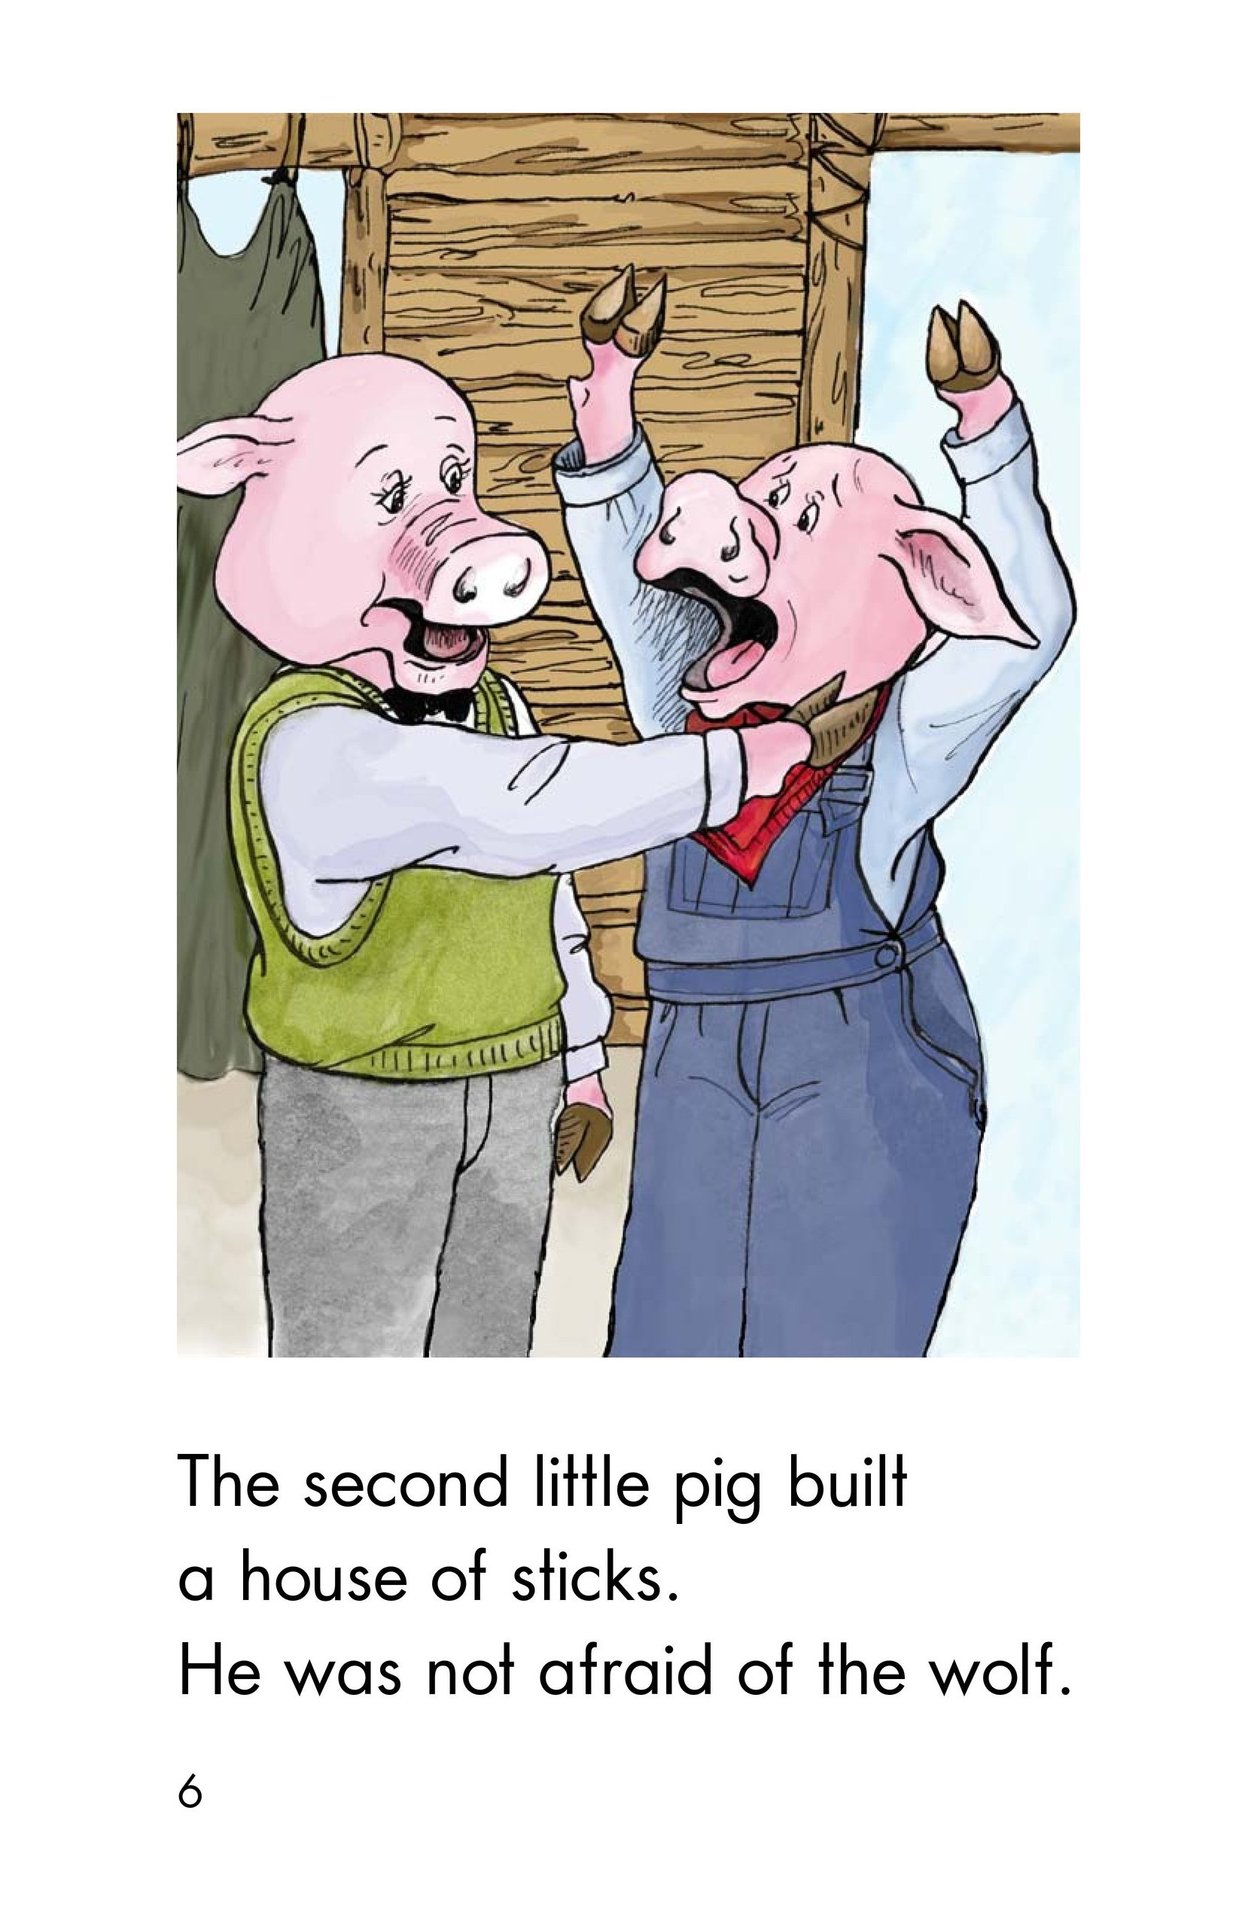 The second little pig built
a house of sticks.
He was not afraid of the wolf.
6